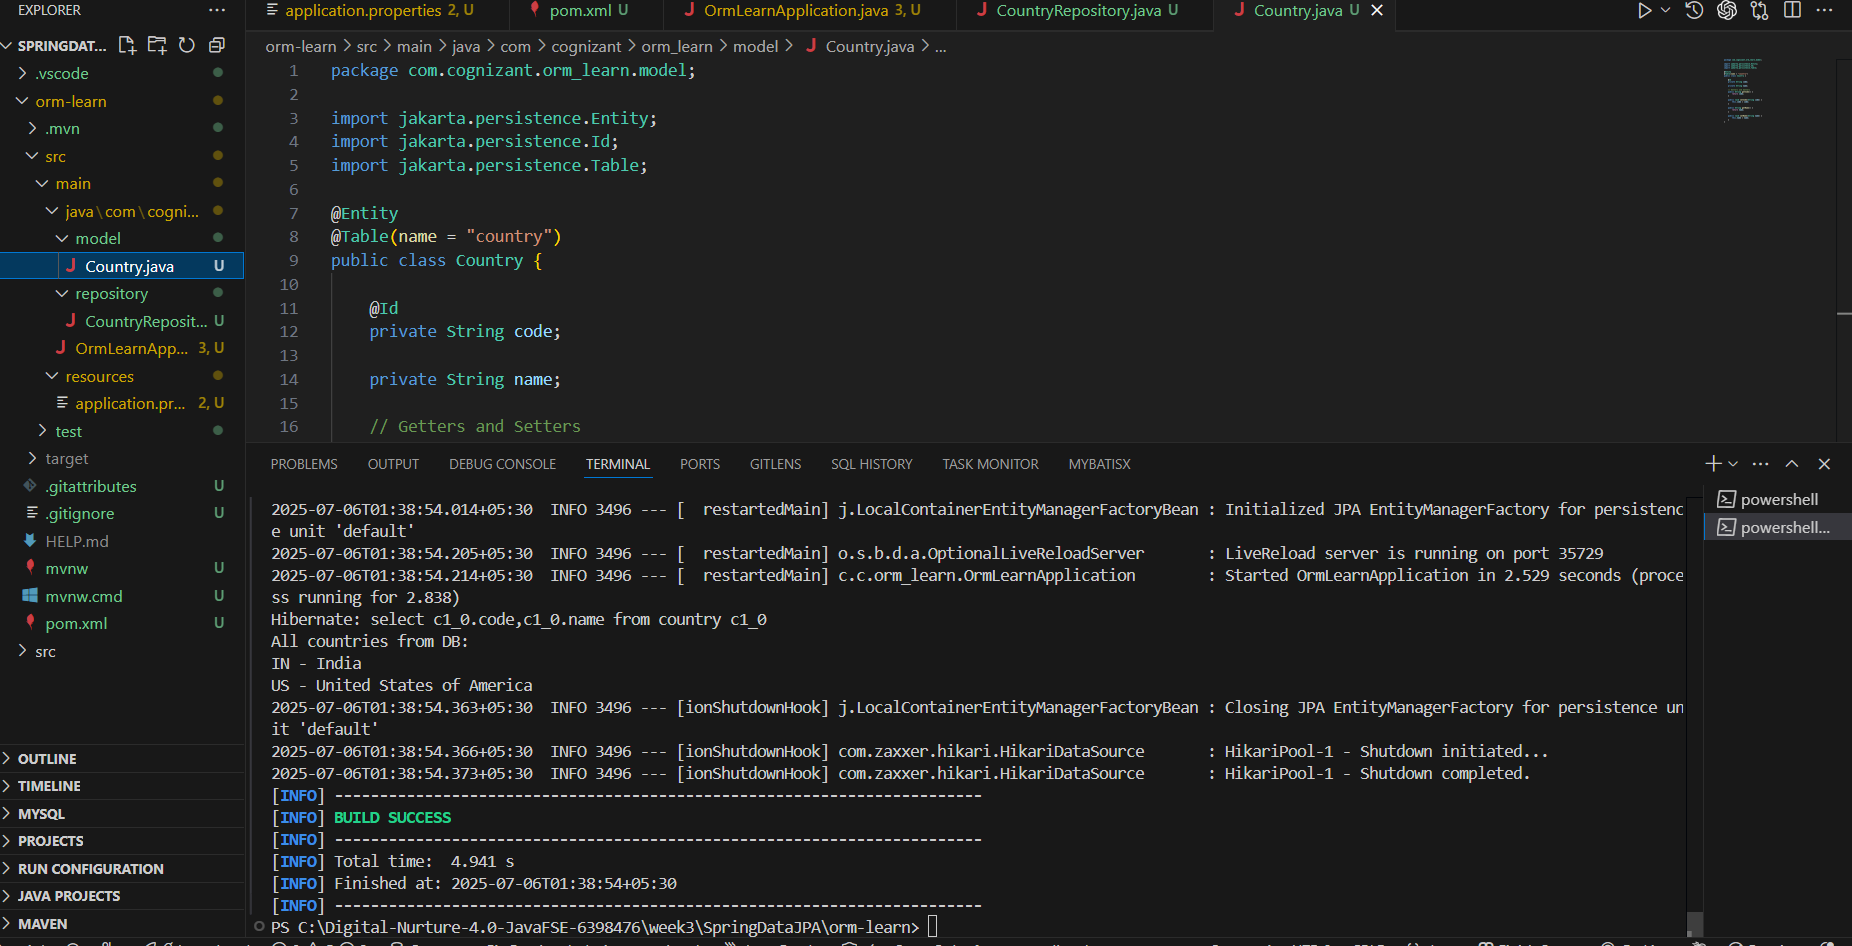 EXPLORER ...
SPRINGDAT...
.vscode
orm-learn
.mvn
src
main
java\com\cogni...
model
Country.java U
repository
CountryReposit... U
OrmLearnApp... 3, U
resources
application.pr... 2, U
test
target
.gitattributes U
.gitignore U
HELP.md
mvnw U
mvnw.cmd U
pom.xml U
src
OUTLINE
TIMELINE
MYSQL
PROJECTS
RUN CONFIGURATION
JAVA PROJECTS
MAVEN
application.properties 2, U pom.xml U OrmLearnApplication.java 3, U CountryRepository.java U Country.java U
orm-learn > src > main > java > com > cognizant > orm_learn > model > Country.java > ...
1 package com.cognizant.orm_learn.model;
2
3 import jakarta.persistence.Entity;
4 import jakarta.persistence.Id;
5 import jakarta.persistence.Table;
6
7 @Entity
8 @Table(name = "country")
9 public class Country {
10
11 @Id
12 private String code;
13
14 private String name;
15
16 // Getters and Setters
PROBLEMS OUTPUT DEBUG CONSOLE TERMINAL PORTS GITLENS SQL HISTORY TASK MONITOR MYBATISX
powershell
powershell...
2025-07-06T01:38:54.014+05:30  INFO 3496 --- [  restartedMain] j.LocalContainerEntityManagerFactoryBean : Initialized JPA EntityManagerFactory for persistenc
e unit 'default'
2025-07-06T01:38:54.205+05:30  INFO 3496 --- [  restartedMain] o.s.b.d.a.OptionalLiveReloadServer       : LiveReload server is running on port 35729
2025-07-06T01:38:54.214+05:30  INFO 3496 --- [  restartedMain] c.c.orm_learn.OrmLearnApplication        : Started OrmLearnApplication in 2.529 seconds (proce
ss running for 2.838)
Hibernate: select c1_0.code,c1_0.name from country c1_0
All countries from DB:
IN - India
US - United States of America
2025-07-06T01:38:54.363+05:30  INFO 3496 --- [ionShutdownHook] j.LocalContainerEntityManagerFactoryBean : Closing JPA EntityManagerFactory for persistence un
it 'default'
2025-07-06T01:38:54.366+05:30  INFO 3496 --- [ionShutdownHook] com.zaxxer.hikari.HikariDataSource       : HikariPool-1 - Shutdown initiated...
2025-07-06T01:38:54.373+05:30  INFO 3496 --- [ionShutdownHook] com.zaxxer.hikari.HikariDataSource       : HikariPool-1 - Shutdown completed.
[INFO] ------------------------------------------------------------------------
[INFO] BUILD SUCCESS
[INFO] ------------------------------------------------------------------------
[INFO] Total time:  4.941 s
[INFO] Finished at: 2025-07-06T01:38:54+05:30
[INFO] ------------------------------------------------------------------------
PS C:\Digital-Nurture-4.0-JavaFSE-6398476\week3\SpringDataJPA\orm-learn>